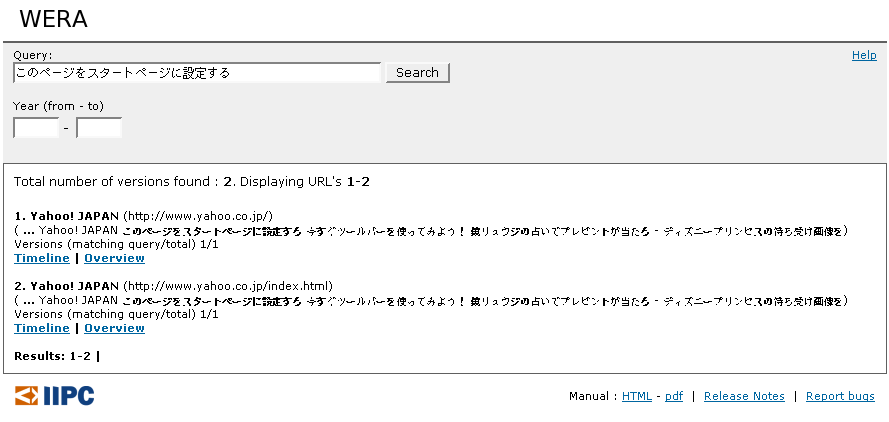 WERA
Query: Help
このページをスタートページに設定する Search
Year (from - to)
-
Total number of versions found : 2. Displaying URL's 1-2
1. Yahoo! JAPAN (http://www.yahoo.co.jp/)
( ... Yahoo! JAPAN このページをスタートページに設定する 今すぐツールバーを使ってみよう！ 鏡リュウジの占いでプレゼントが当たる - ディズニープリンセスの待ち受け画像を)
Versions (matching query/total) 1/1
Timeline | Overview
2. Yahoo! JAPAN (http://www.yahoo.co.jp/index.html)
( ... Yahoo! JAPAN このページをスタートページに設定する 今すぐツールバーを使ってみよう！ 鏡リュウジの占いでプレゼントが当たる - ディズニープリンセスの待ち受け画像を)
Versions (matching query/total) 1/1
Timeline | Overview
Results: 1-2 |
IIPC Manual : HTML - pdf | Release Notes | Report bugs